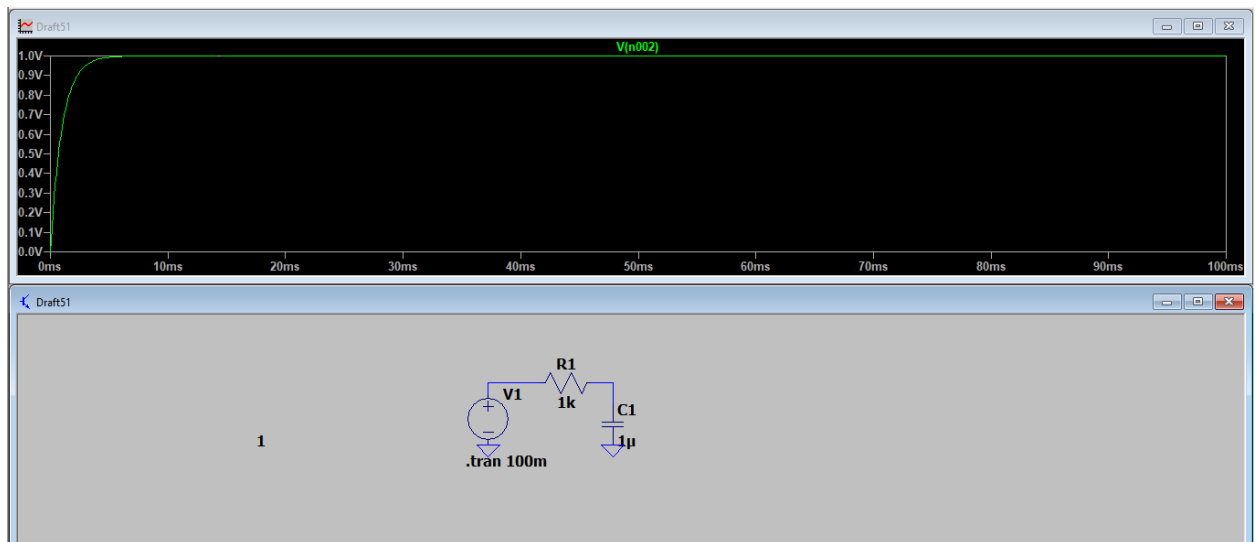 Draft51
V(n002)
1.0V
0.9V
0.8V
0.7V
0.6V
0.5V
0.4V
0.3V
0.2V
0.1V
0.0V
0ms 10ms 20ms 30ms 40ms 50ms 60ms 70ms 80ms 90ms 100ms
Draft51
R1
V1 1k
C1
1 1µ
.tran 100m